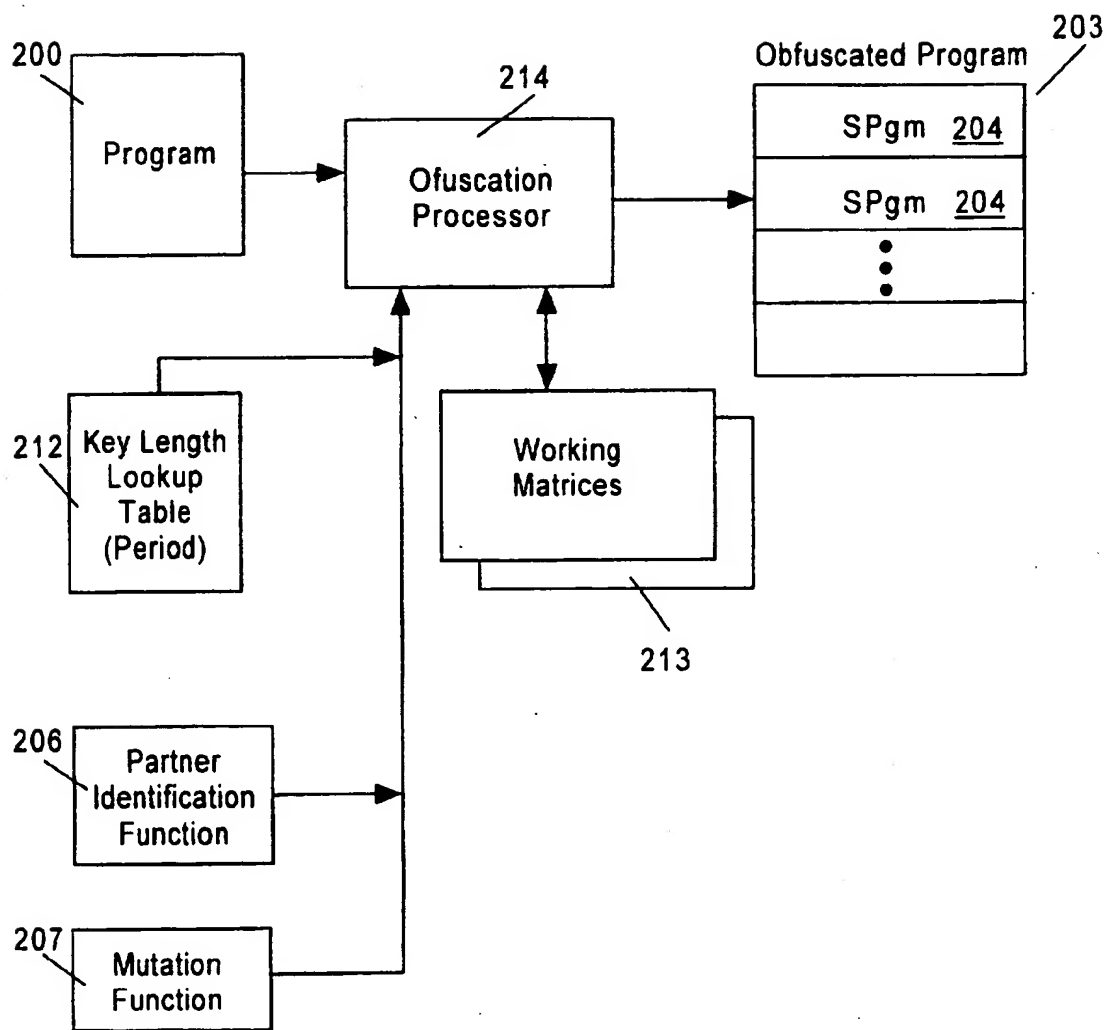 203
200
Obfuscated Program
214
SPgm 204
Program
Ofuscation
Processor
SPgm 204
212
Key Length
Lookup
Table
(Period)
Working
Matrices
213
206
Partner
Identification
Function
207
Mutation
Function